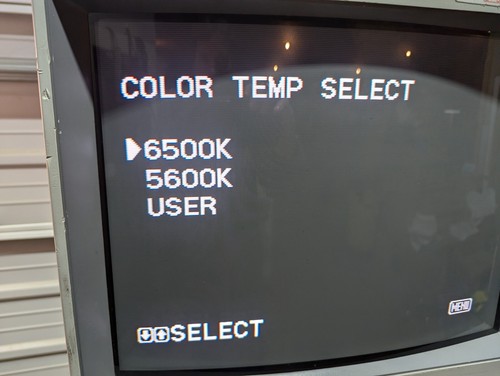 COLOR TEMP SELECT
6500K
5600K
USER
MENU
SELECT